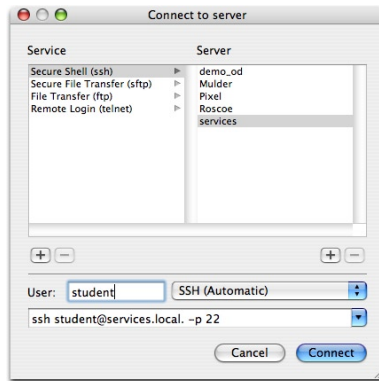 Connect to server
Service
Server
Secure Shell (ssh)
Secure File Transfer (sftp)
File Transfer (ftp)
Remote Login (telnet)
demo_od
Mulder
Pixel
Roscoe
services
User: student SSH (Automatic)
ssh student@services.local. -p 22
Cancel Connect